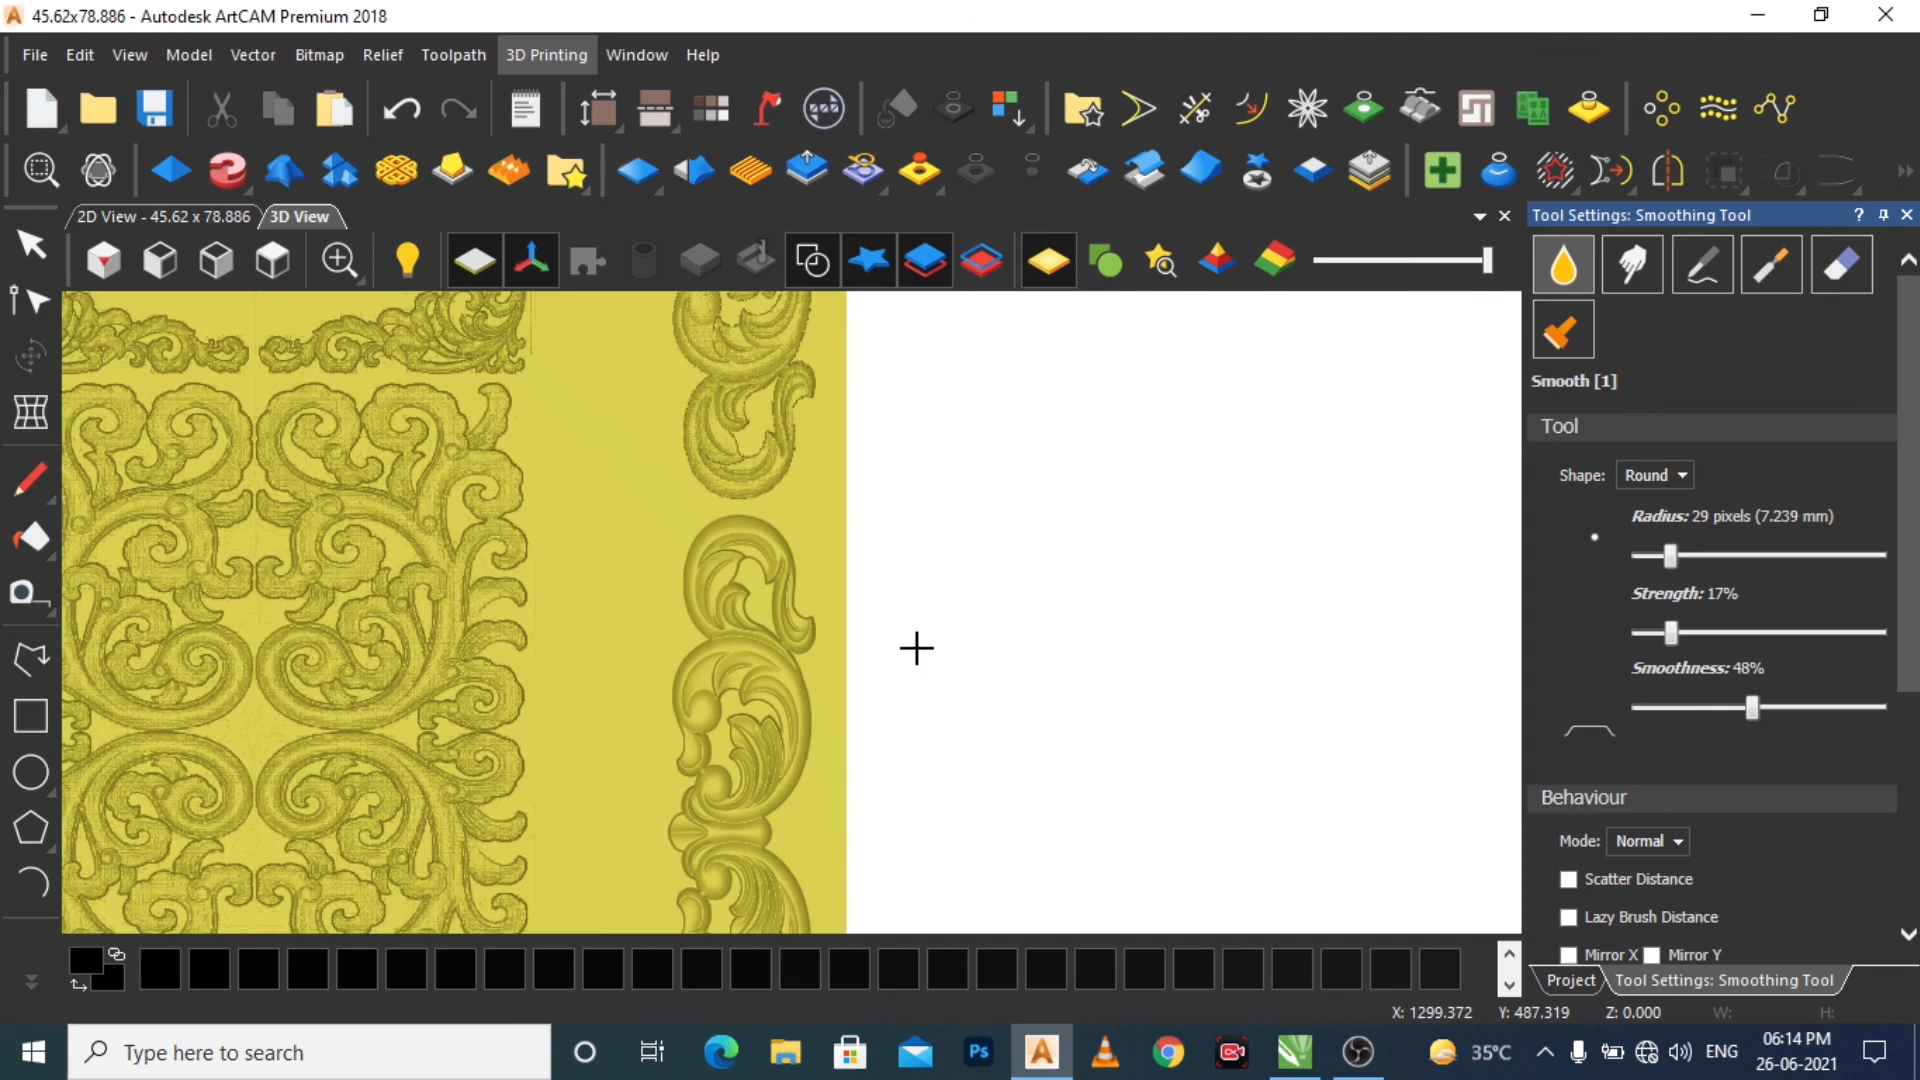 45.62x78.886 - Autodesk ArtCAM Premium 2018
File Edit View Model Vector Bitmap Relief Toolpath 3D Printing Window Help
2D View - 45.62 x 78.886 3D View
Tool Settings: Smoothing Tool
Smooth [1]
Tool
Shape: Round
Radius: 29 pixels (7.239 mm)
Strength: 17%
Smoothness: 48%
Behaviour
Mode: Normal
Scatter Distance
Lazy Brush Distance
Mirror X Mirror Y
Project Tool Settings: Smoothing Tool
X: 1299.372 Y: 487.319 Z: 0.000 W: H:
Type here to search
Ps
35°C
ENG
06:14 PM
26-06-2021